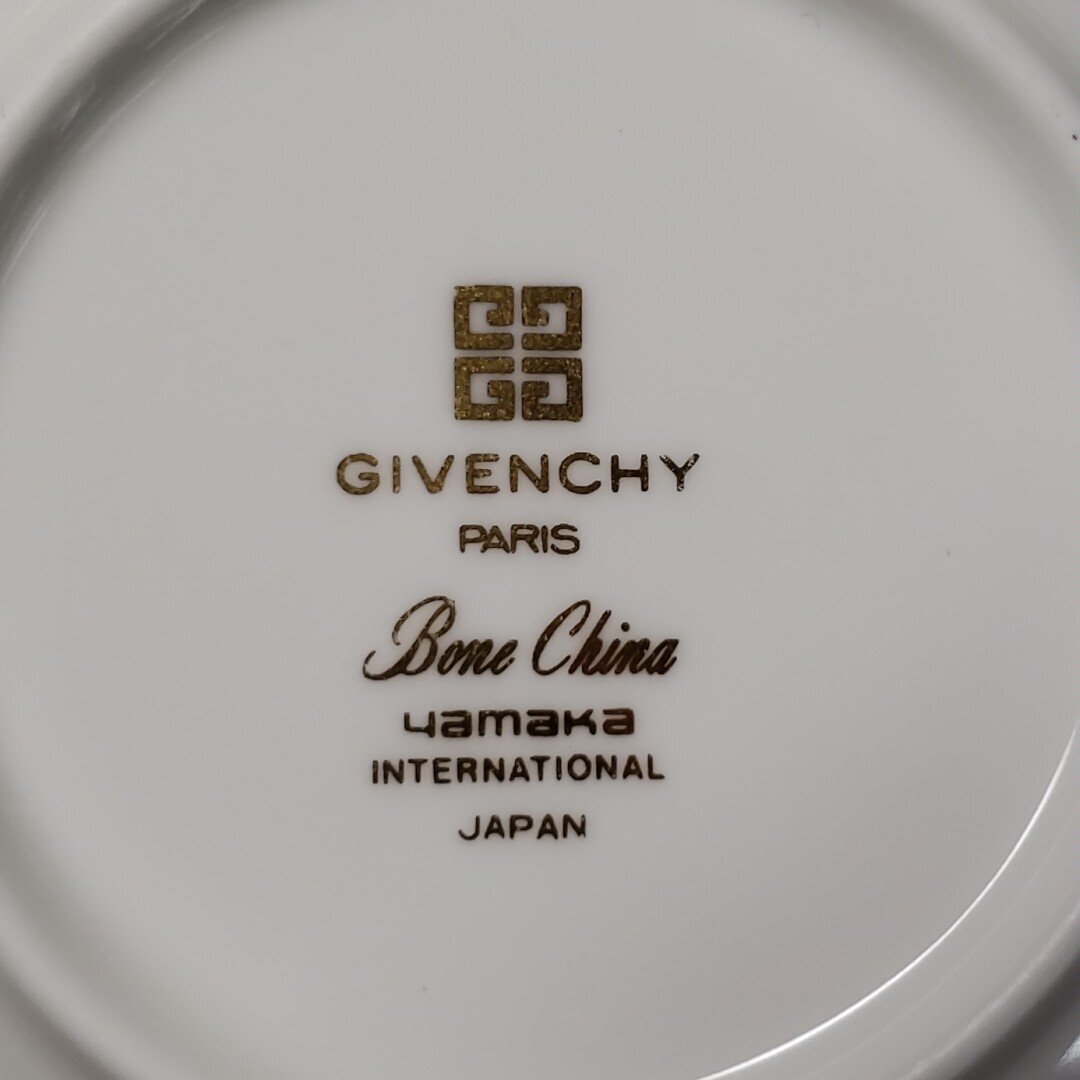 GIVENCHY
PARIS
Bone China
yamaka
INTERNATIONAL
JAPAN